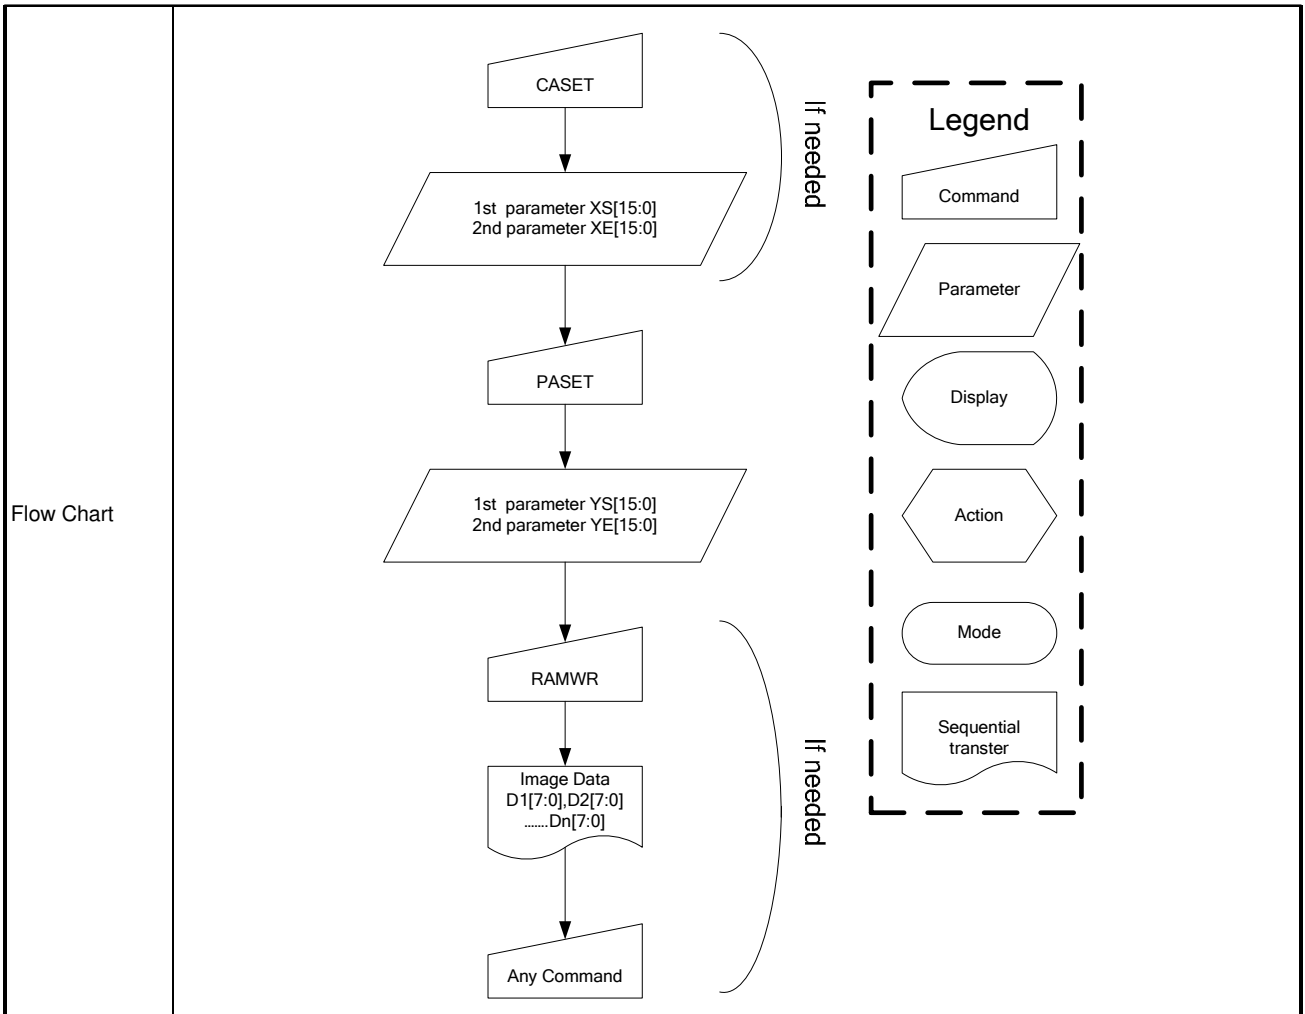 Flow Chart
CASET
1st parameter XS[15:0]
2nd parameter XE[15:0]
If needed
PASET
1st parameter YS[15:0]
2nd parameter YE[15:0]
RAMWR
Image Data
D1[7:0],D2[7:0]
.......Dn[7:0]
Any Command
If needed
Legend
Command
Parameter
Display
Action
Mode
Sequential
transter